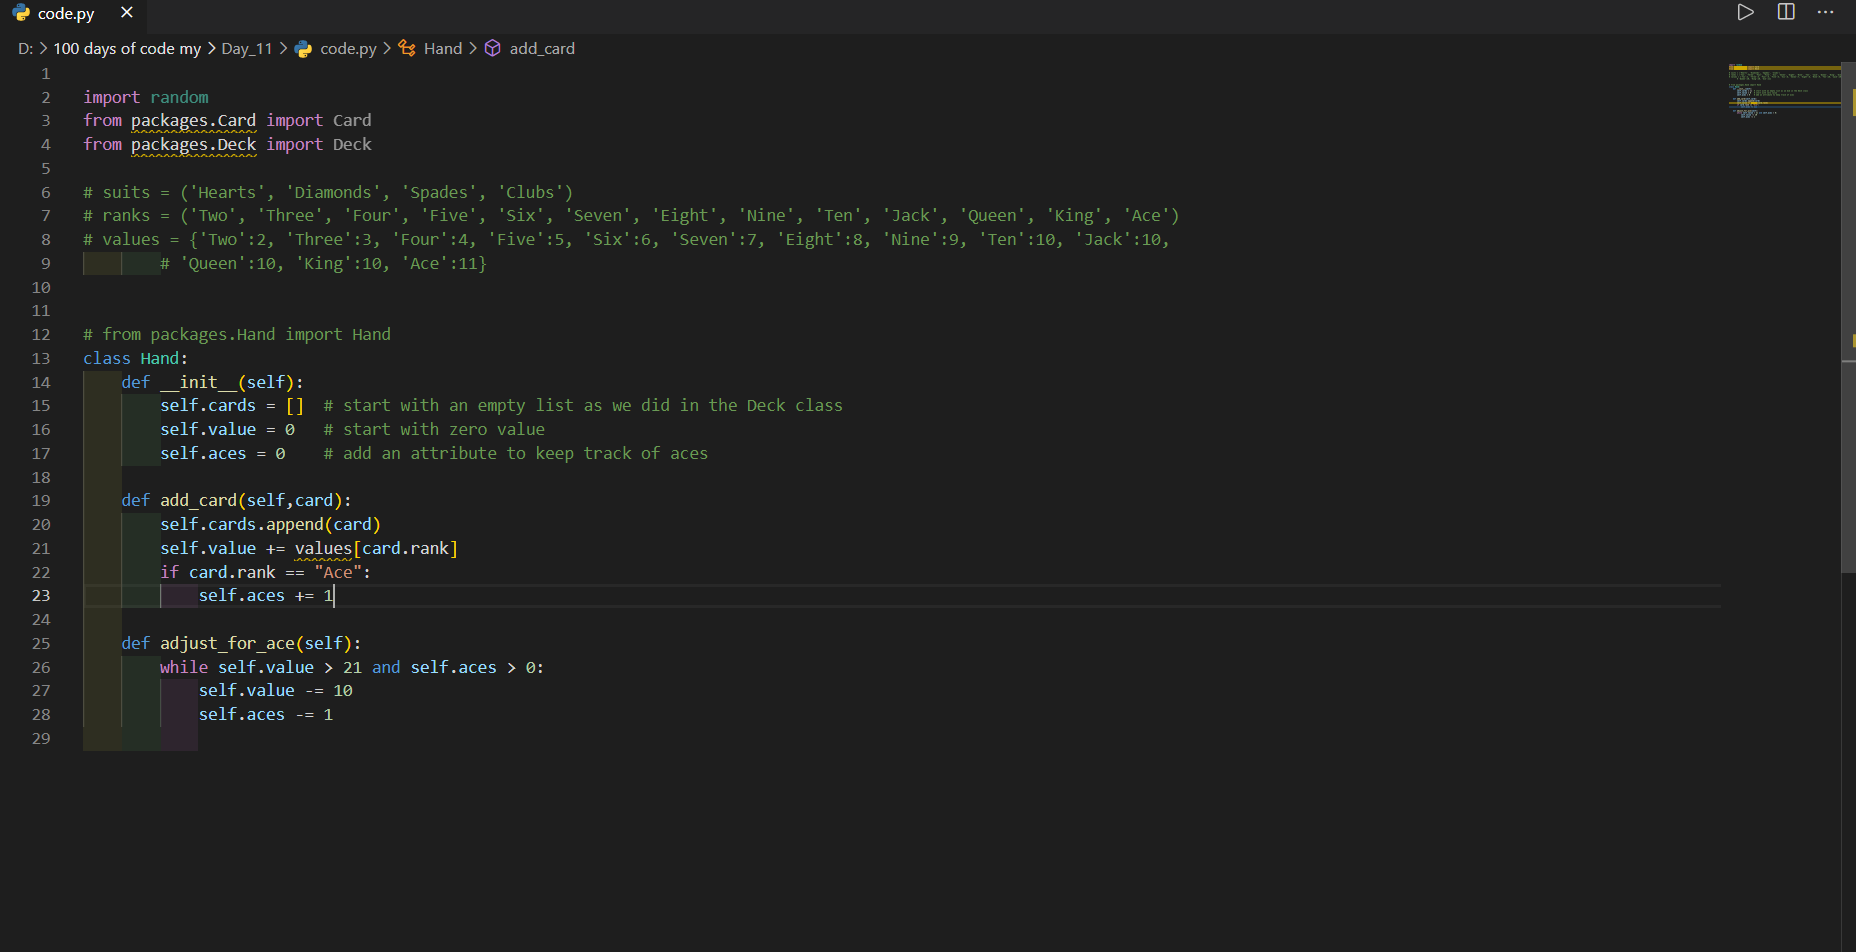 code.py
D: > 100 days of code my > Day_11 > code.py > Hand > add_card
1
2 import random
3 from packages.Card import Card
4 from packages.Deck import Deck
5
6 # suits = ('Hearts', 'Diamonds', 'Spades', 'Clubs')
7 # ranks = ('Two', 'Three', 'Four', 'Five', 'Six', 'Seven', 'Eight', 'Nine', 'Ten', 'Jack', 'Queen', 'King', 'Ace')
8 # values = {'Two':2, 'Three':3, 'Four':4, 'Five':5, 'Six':6, 'Seven':7, 'Eight':8, 'Nine':9, 'Ten':10, 'Jack':10,
9         # 'Queen':10, 'King':10, 'Ace':11}
10
11
12 # from packages.Hand import Hand
13 class Hand:
14     def __init__(self):
15         self.cards = []  # start with an empty list as we did in the Deck class
16         self.value = 0   # start with zero value
17         self.aces = 0    # add an attribute to keep track of aces
18
19     def add_card(self,card):
20         self.cards.append(card)
21         self.value += values[card.rank]
22         if card.rank == "Ace":
23             self.aces += 1
24
25     def adjust_for_ace(self):
26         while self.value > 21 and self.aces > 0:
27             self.value -= 10
28             self.aces -= 1
29